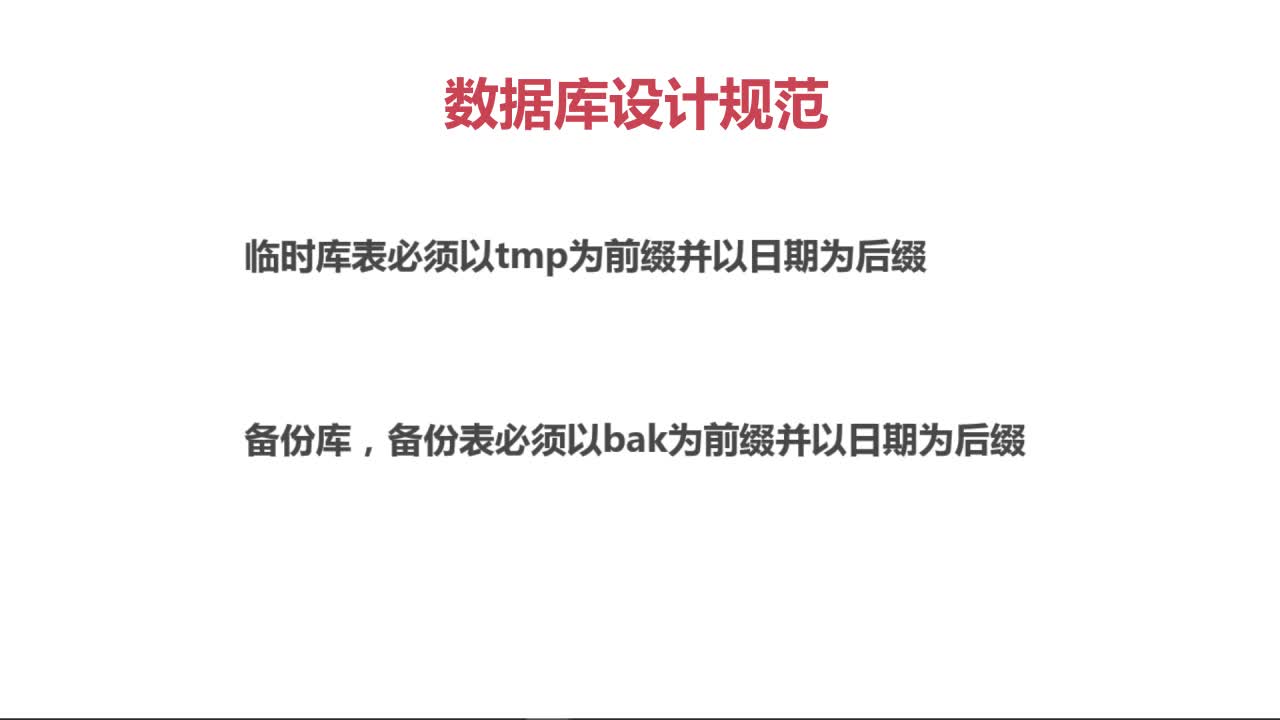 数据库设计规范
临时库表必须以tmp为前缀并以日期为后缀
备份库，备份表必须以bak为前缀并以日期为后缀